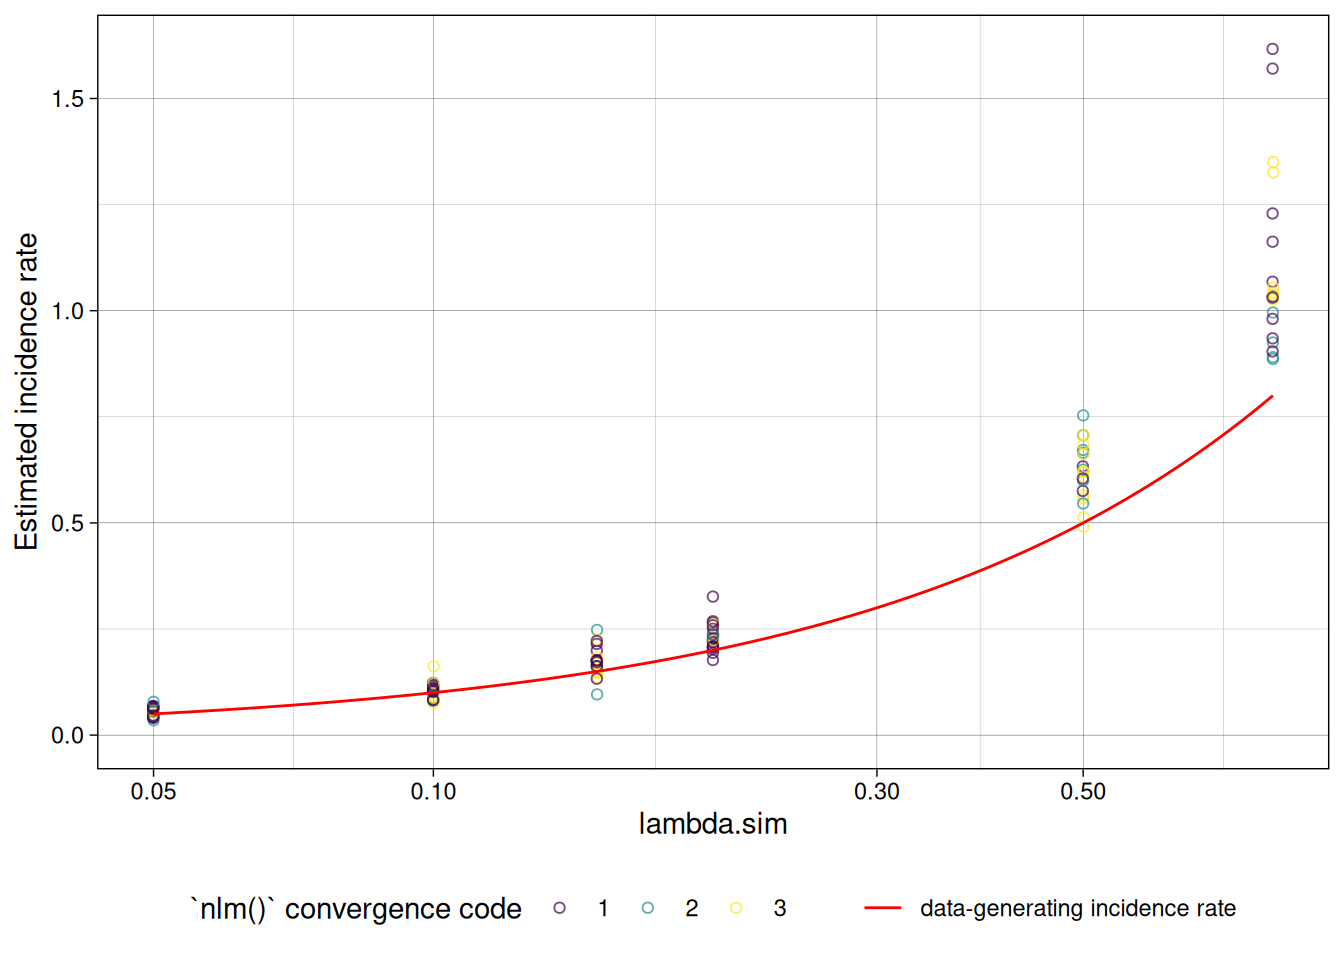 Estimated incidence rate
1.5
1.0
0.5
0.0
0.05 0.10 0.30 0.50
lambda.sim
`nlm()` convergence code 1 2 3 data-generating incidence rate